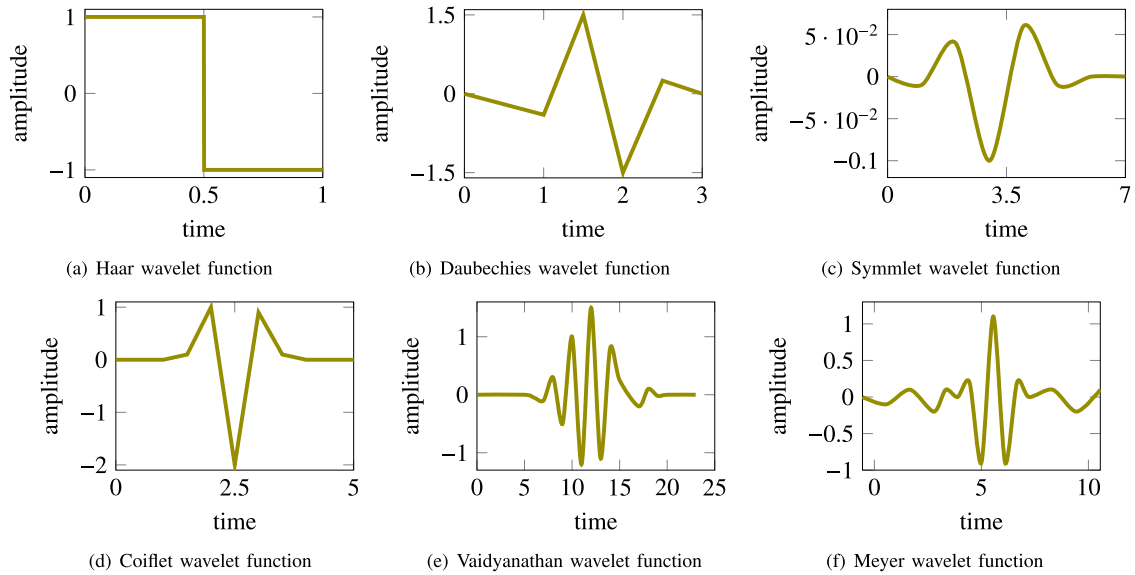 1
0
−1
amplitude
0
0.5
1
time
(a) Haar wavelet function
1.5
0
−1.5
amplitude
0
1
2
3
time
(b) Daubechies wavelet function
5 · 10⁻²
0
−5 · 10⁻²
−0.1
amplitude
0
3.5
7
time
(c) Symmlet wavelet function
1
0
−1
−2
amplitude
0
2.5
5
time
(d) Coiflet wavelet function
1
0
−1
amplitude
0
5
10
15
20
25
time
(e) Vaidyanathan wavelet function
1
0.5
0
−0.5
−1
amplitude
0
5
10
time
(f) Meyer wavelet function